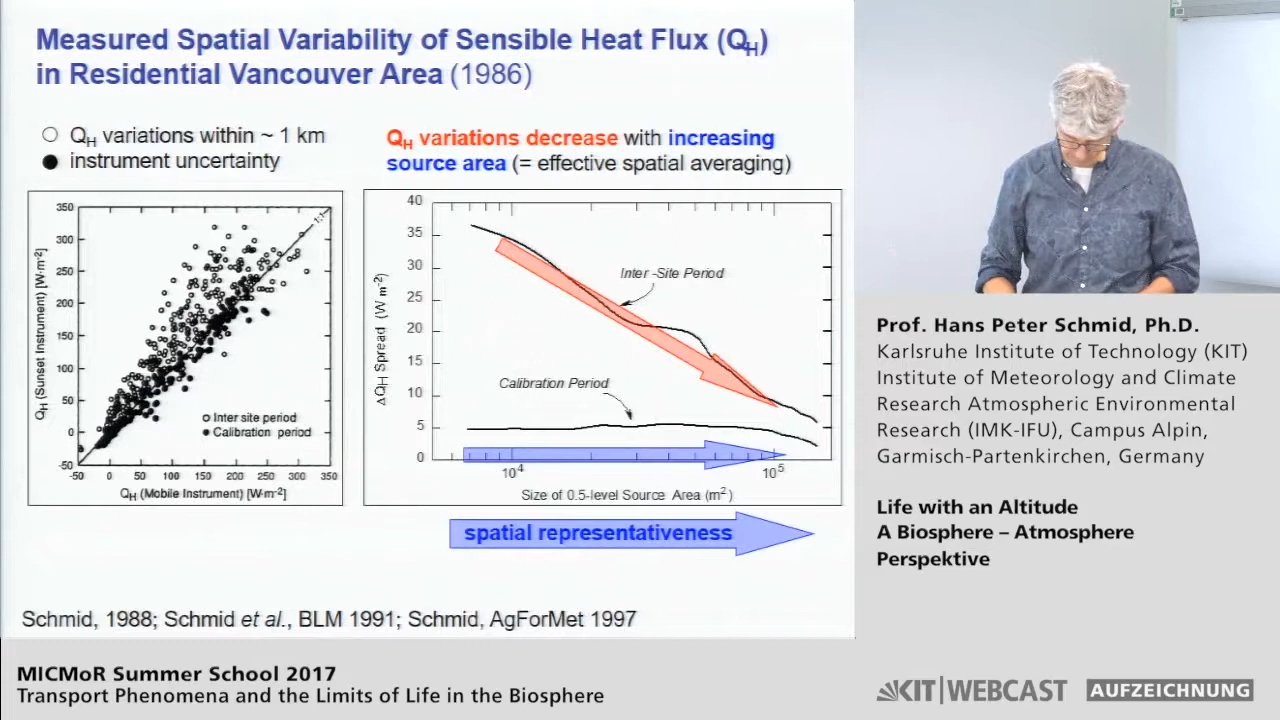 Measured Spatial Variability of Sensible Heat Flux (QH)
in Residential Vancouver Area (1986)
QH variations within ~ 1 km
instrument uncertainty
QH variations decrease with increasing
source area (= effective spatial averaging)
QH (Sunset Instrument) [W·m-2]
350
300
250
200
150
100
50
0
-50
1:1
Inter site period
Calibration period
-50 0 50 100 150 200 250 300 350
QH (Mobile Instrument) [W·m-2]
ΔQH Spread (W m-2)
40
35
30
25
20
15
10
5
0
Inter -Site Period
Calibration Period
10^4 10^5
Size of 0.5-level Source Area (m2)
spatial representativeness
Schmid, 1988; Schmid et al., BLM 1991; Schmid, AgForMet 1997
Prof. Hans Peter Schmid, Ph.D.
Karlsruhe Institute of Technology (KIT)
Institute of Meteorology and Climate
Research Atmospheric Environmental
Research (IMK-IFU), Campus Alpin,
Garmisch-Partenkirchen, Germany
Life with an Altitude
A Biosphere – Atmosphere
Perspektive
MICMoR Summer School 2017
Transport Phenomena and the Limits of Life in the Biosphere
KIT|WEBCAST AUFZEICHNUNG